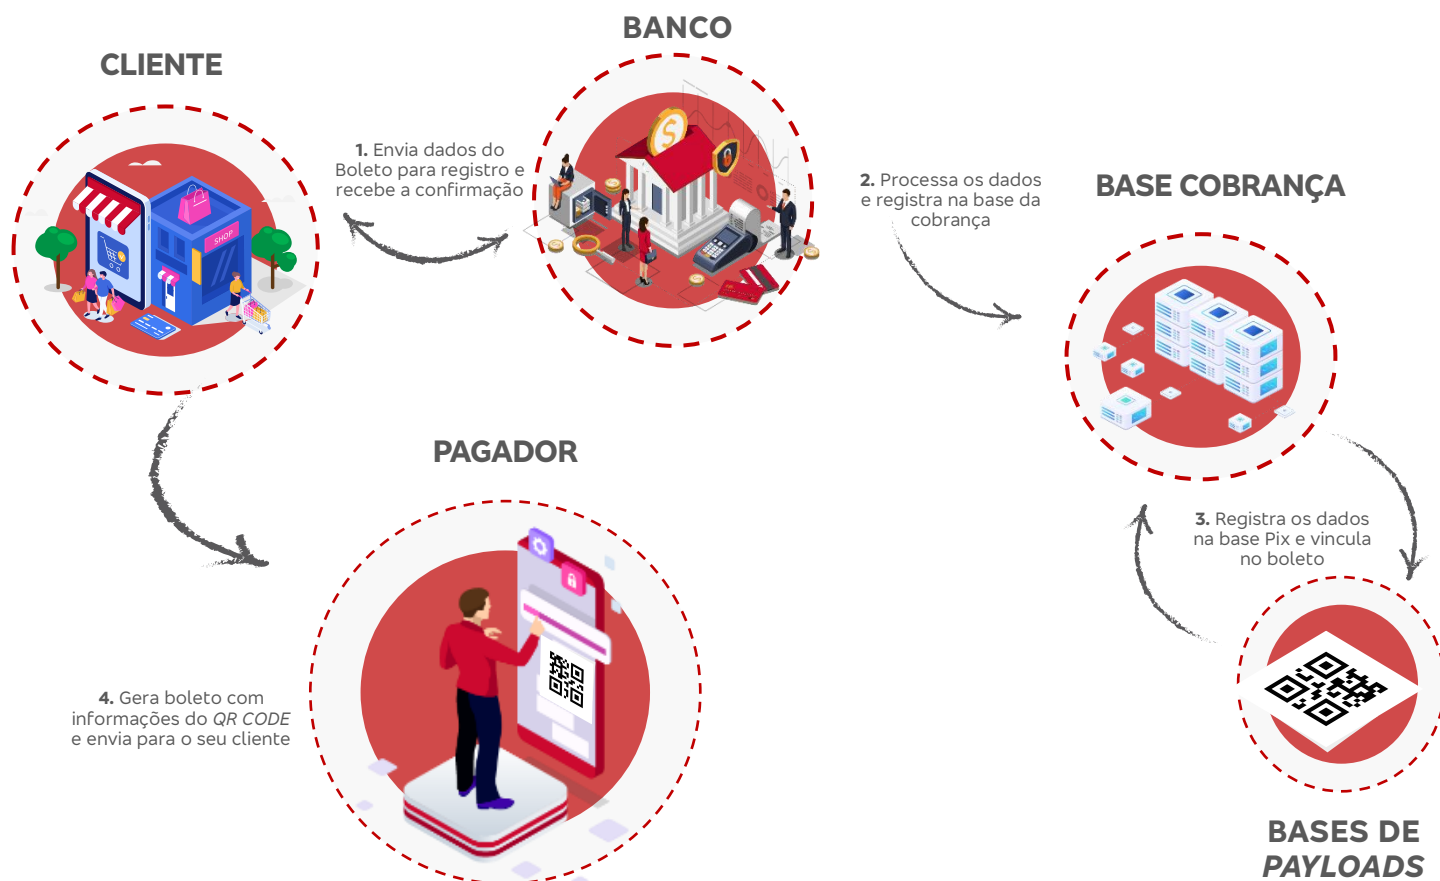 BANCO
CLIENTE
1. Envia dados do
Boleto para registro e
recebe a confirmação
2. Processa os dados
e registra na base da
cobrança
BASE COBRANÇA
SHOP
PAGADOR
3. Registra os dados
na base Pix e vincula
no boleto
4. Gera boleto com
informações do QR CODE
e envia para o seu cliente
BASES DE
PAYLOADS